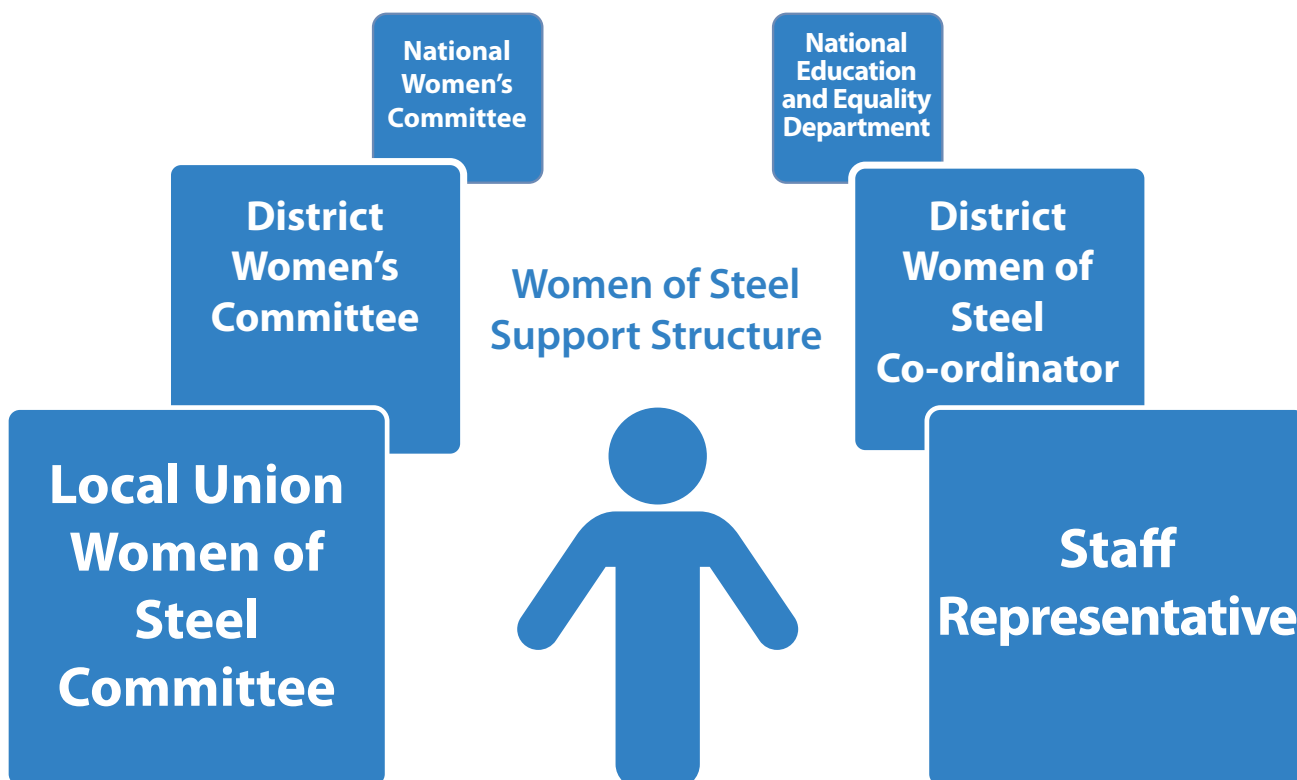 National
Women’s
Committee
National
Education
and Equality
Department
District
Women’s
Committee
District
Women of
Steel
Co-ordinator
Women of Steel
Support Structure
Local Union
Women of
Steel
Committee
Staff
Representative